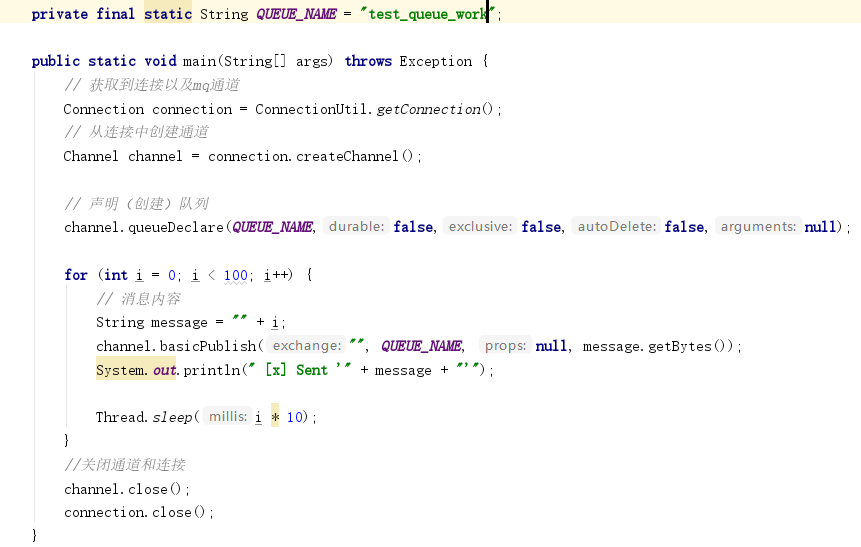 private final static String QUEUE_NAME = "test_queue_work";
public static void main(String[] args) throws Exception {
// 获取到连接以及mq通道
Connection connection = ConnectionUtil.getConnection();
// 从连接中创建通道
Channel channel = connection.createChannel();
// 声明（创建）队列
channel.queueDeclare(QUEUE_NAME, durable: false, exclusive: false, autoDelete: false, arguments: null);
for (int i = 0; i < 100; i++) {
// 消息内容
String message = "" + i;
channel.basicPublish( exchange: "", QUEUE_NAME, props: null, message.getBytes());
System.out.println(" [x] Sent '" + message + "'");
Thread.sleep( millis: i * 10);
}
//关闭通道和连接
channel.close();
connection.close();
}